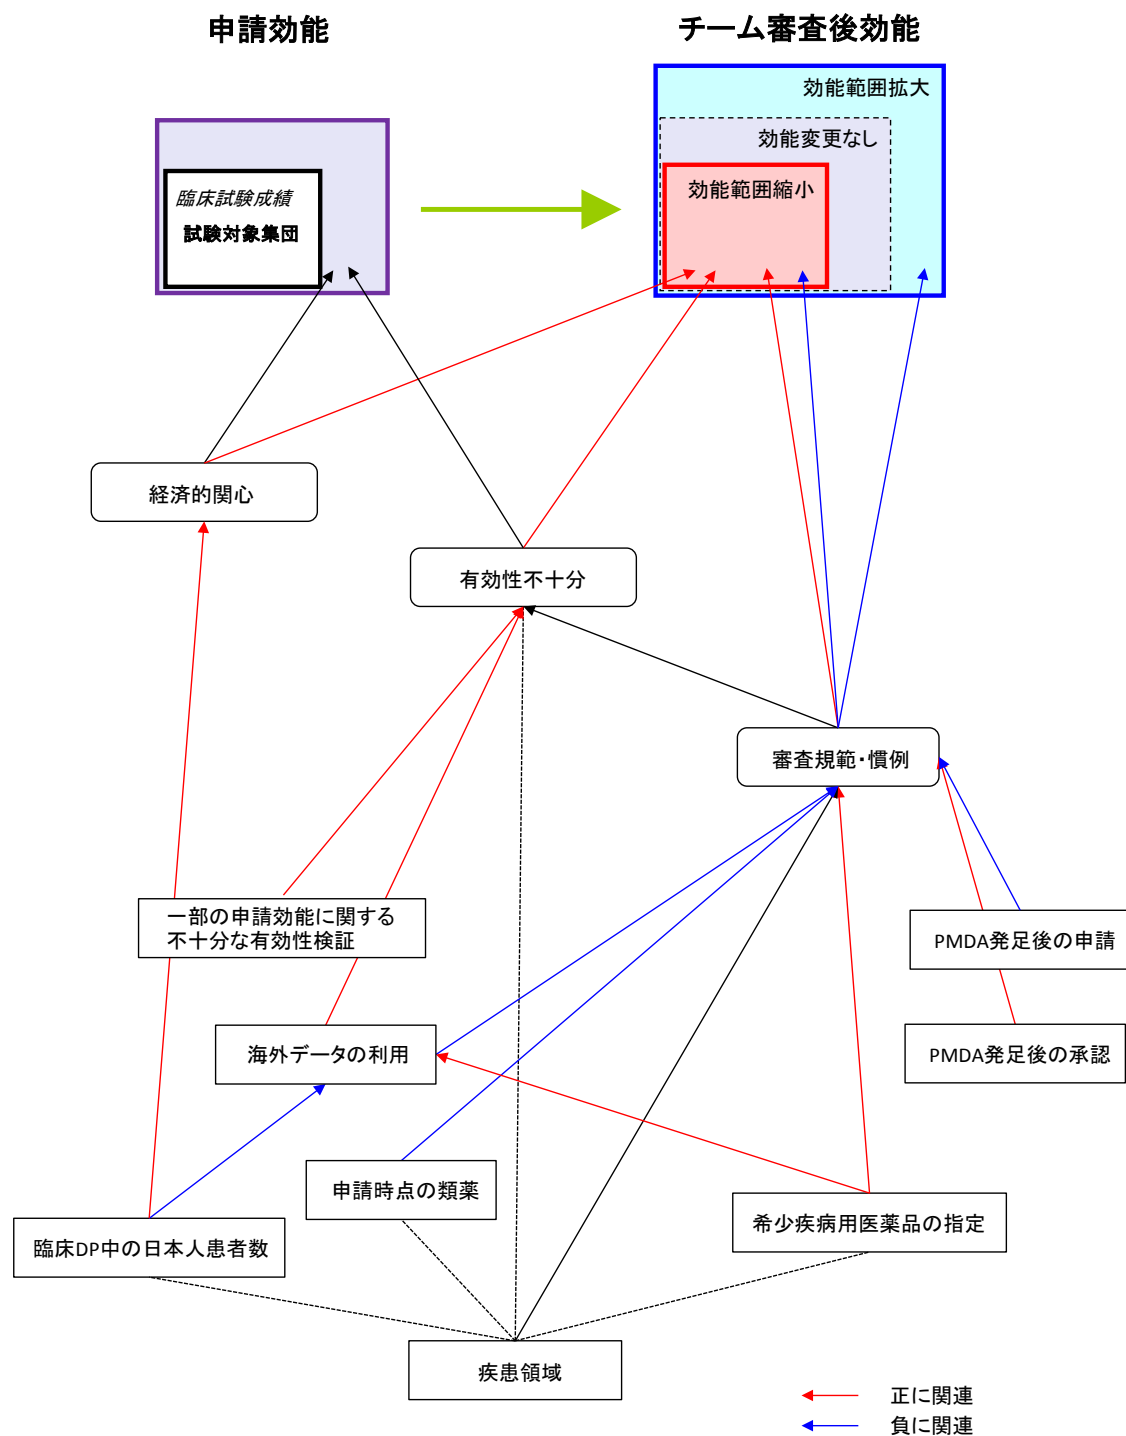 申請効能
チーム審査後効能
効能範囲拡大
効能変更なし
効能範囲縮小
臨床試験成績
試験対象集団
経済的関心
有効性不十分
審査規範・慣例
一部の申請効能に関する
不十分な有効性検証
PMDA発足後の申請
海外データの利用
PMDA発足後の承認
申請時点の類薬
希少疾病用医薬品の指定
臨床DP中の日本人患者数
疾患領域
正に関連
負に関連